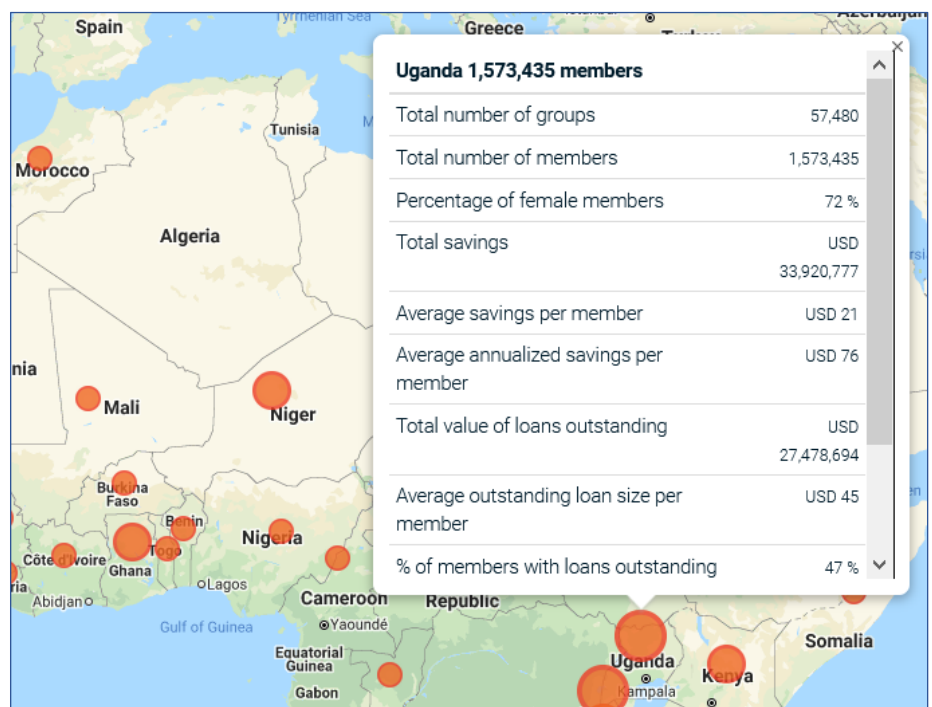 Spain
Tyrrhenian Sea
Greece
Uganda 1,573,435 members
Total number of groups 57,480
Total number of members 1,573,435
Percentage of female members 72 %
Total savings USD
33,920,777
Average savings per member USD 21
Average annualized savings per USD 76
member
Total value of loans outstanding USD
27,478,694
Average outstanding loan size per USD 45
member
% of members with loans outstanding 47 %
Tunisia
M
Morocco
Algeria
nia
Mali
Niger
Burkina
Faso
Benin
Nigeria
Togo
Côte d'Ivoire
Ghana
ria
Lagos
Abidjan
Cameroon
Republic
Gulf of Guinea
Yaoundé
Equatorial
Guinea
Gabon
Uganda
Kampala
Kenya
Somalia